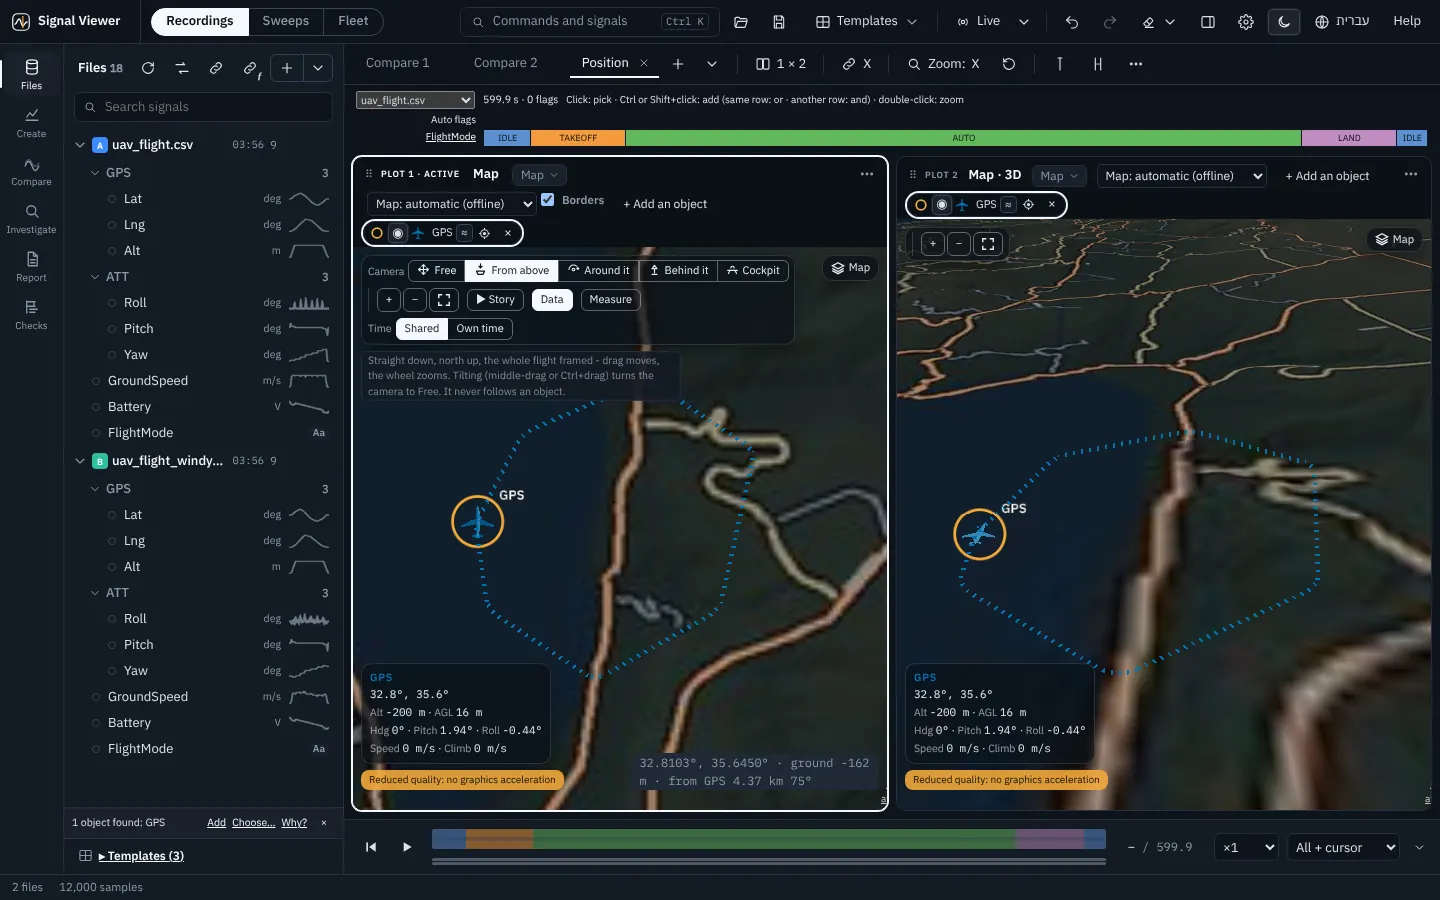 Signal Viewer
Recordings Sweeps Fleet
Commands and signals Ctrl K
Templates
Live
עברית
Help
Files 18
Compare 1 Compare 2 Position × + 1 × 2 X Zoom: X
Files
Create
Compare
Investigate
Report
Checks
Search signals
A uav_flight.csv 03:56 9
GPS 3
Lat deg
Lng deg
Alt m
ATT 3
Roll deg
Pitch deg
Yaw deg
GroundSpeed m/s
Battery V
FlightMode Aa
B uav_flight_windy... 03:56 9
GPS 3
Lat deg
Lng deg
Alt m
ATT 3
Roll deg
Pitch deg
Yaw deg
GroundSpeed m/s
Battery V
FlightMode Aa
1 object found: GPS Add Choose... Why? ×
▸ Templates (3)
2 files 12,000 samples
uav_flight.csv 599.9 s · 0 flags Click: pick · Ctrl or Shift+click: add (same row: or · another row: and) · double-click: zoom
Auto flags
FlightMode IDLE TAKEOFF AUTO LAND IDLE
PLOT 1 · ACTIVE Map Map
Map: automatic (offline) Borders + Add an object
GPS ≈ ×
Camera Free From above Around it Behind it Cockpit
Map
+ − Story Data Measure
Time Shared Own time
Straight down, north up, the whole flight framed - drag moves,
the wheel zooms. Tilting (middle-drag or Ctrl+drag) turns the
camera to Free. It never follows an object.
GPS
GPS
32.8°, 35.6°
Alt -200 m · AGL 16 m
Hdg 0° · Pitch 1.94° · Roll -0.44°
Speed 0 m/s · Climb 0 m/s
Reduced quality: no graphics acceleration
32.8103°, 35.6450° · ground -162
m · from GPS 4.37 km 75°
PLOT 2 Map · 3D Map Map: automatic (offline) + Add an object
GPS ≈ ×
+ −
Map
GPS
GPS
32.8°, 35.6°
Alt -200 m · AGL 16 m
Hdg 0° · Pitch 1.94° · Roll -0.44°
Speed 0 m/s · Climb 0 m/s
Reduced quality: no graphics acceleration
– / 599.9 ×1 All + cursor